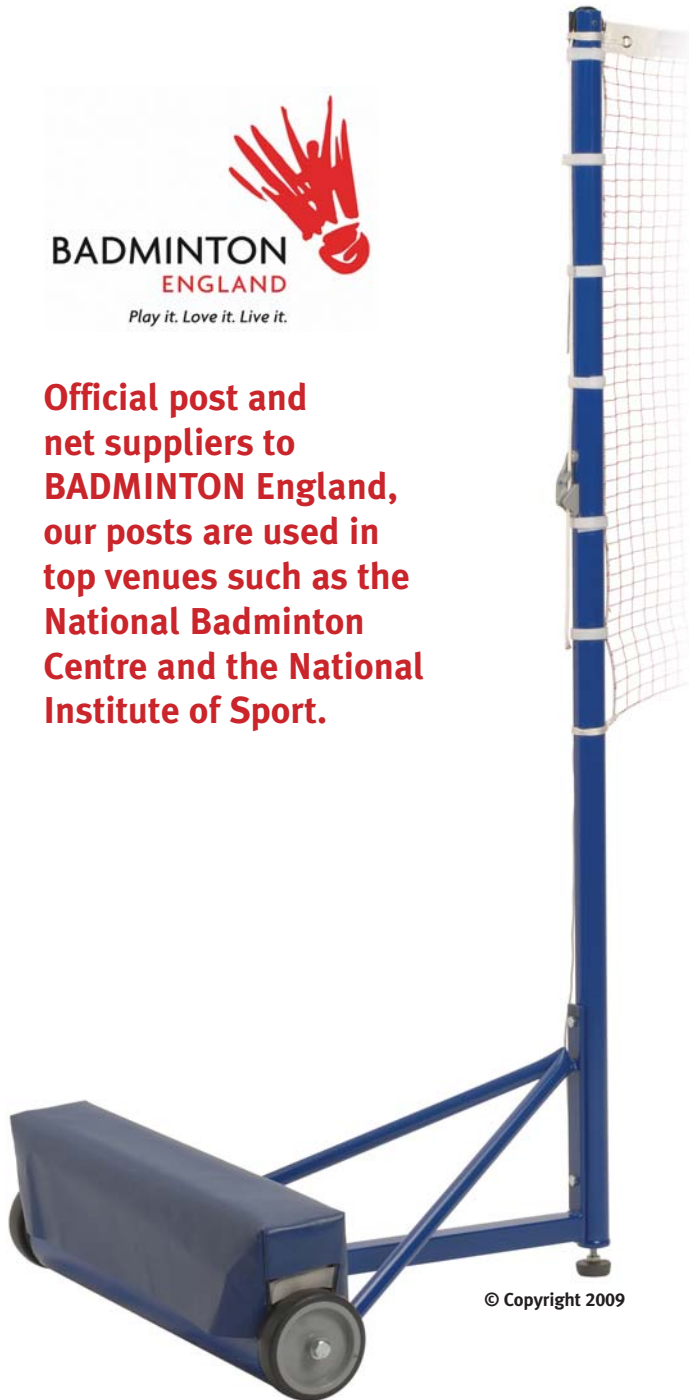 BADMINTON
ENGLAND
Play it. Love it. Live it.
Official post and
net suppliers to
BADMINTON England,
our posts are used in
top venues such as the
National Badminton
Centre and the National
Institute of Sport.
© Copyright 2009